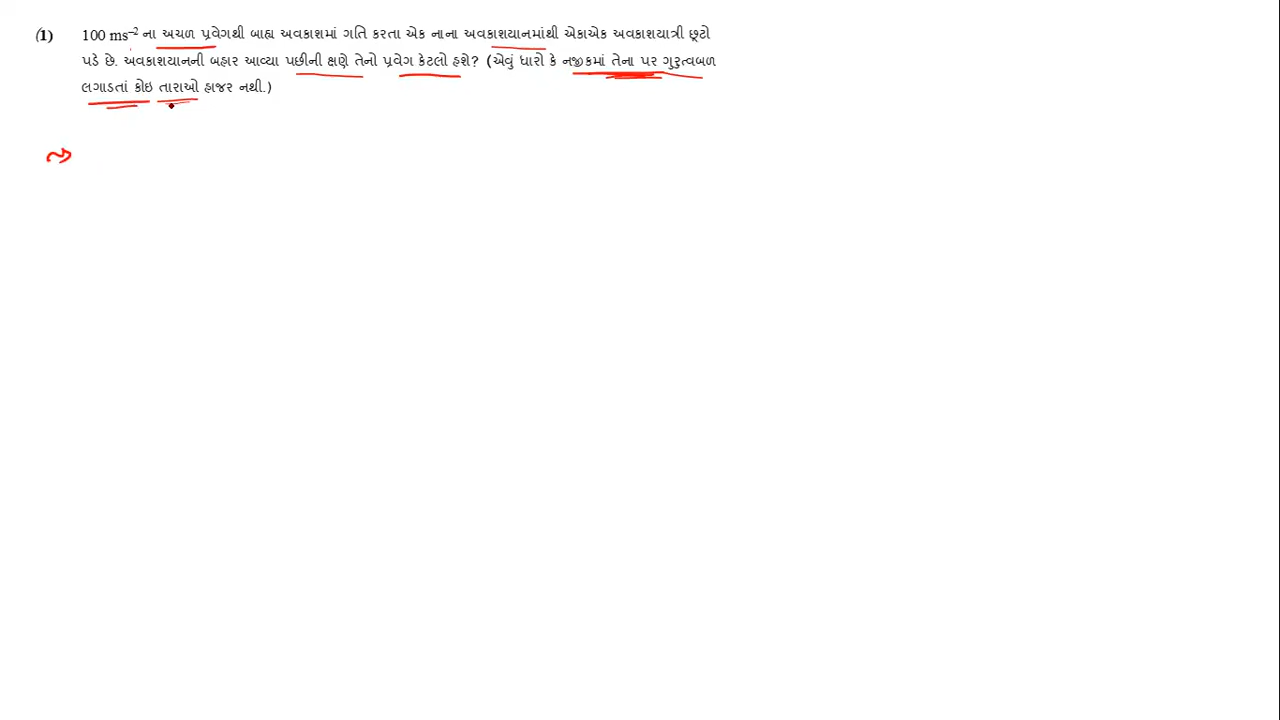 (1) 100 ms⁻² ના અચળ પ્રવેગથી બાહ્ય અવકાશમાં ગતિ કરતા એક નાના અવકાશયાનમાંથી એકાએક અવકાશયાત્રી છૂટો
પડે છે. અવકાશયાનની બહાર આવ્યા પછીની ક્ષણે તેનો પ્રવેગ કેટલો હશે? (એવું ધારો કે નજીકમાં તેના પર ગુરુત્વબળ
લગાડતાં કોઇ તારાઓ હાજર નથી.)